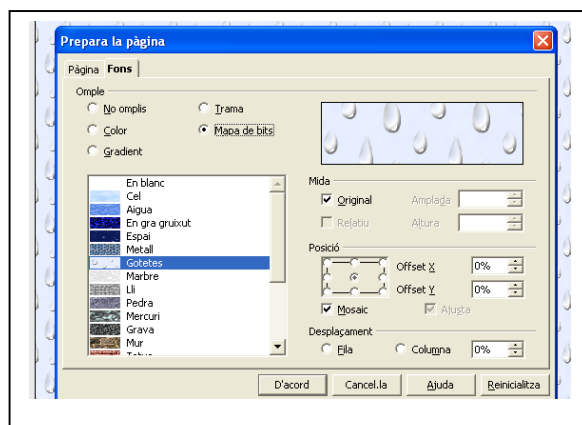 Prepara la pàgina
Pàgina Fons
Omple
No omplis Trama
Color Mapa de bits
Gradient
En blanc
Cel
Aigua
En gra gruixut
Espai
Metall
Gotetes
Marbre
Lli
Pedra
Mercuri
Grava
Mur
Mida
Original Amplada
Relatiu Altura
Posició
Offset X 0%
Offset Y 0%
Mosaic Ajusta
Desplaçament
Fila Columna 0%
D'acord Cancel.la Ajuda Reinicialitza